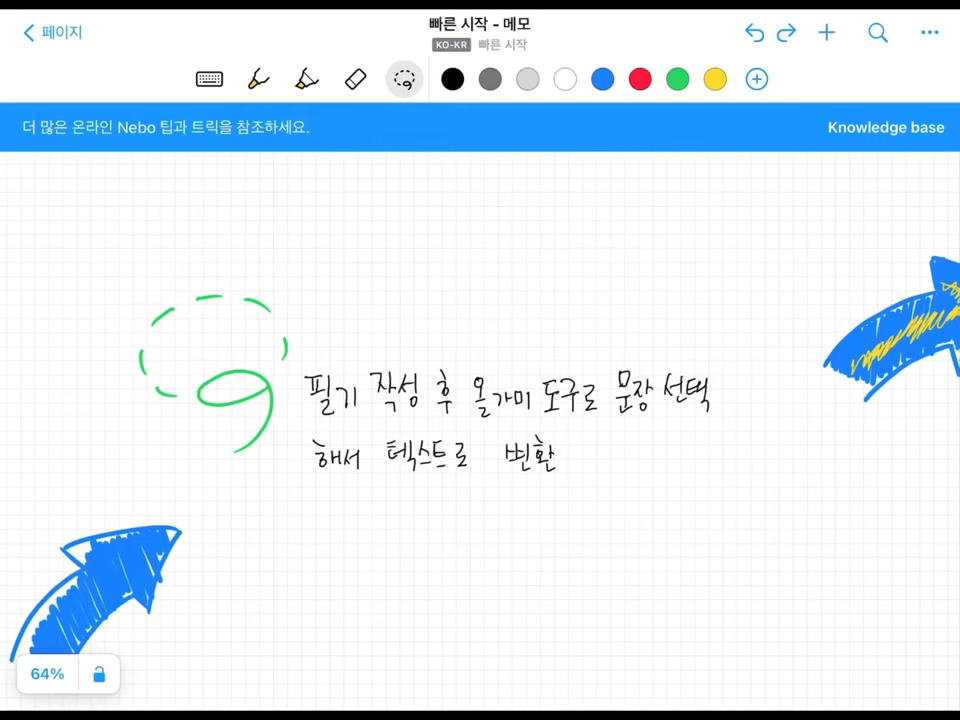 페이지
빠른 시작 - 메모
KO-KR 빠른 시작
더 많은 온라인 Nebo 팁과 트릭을 참조하세요.
Knowledge base
필기 작성 후 올가미 도구로 문장 선택
해서 텍스트로 변환
64%